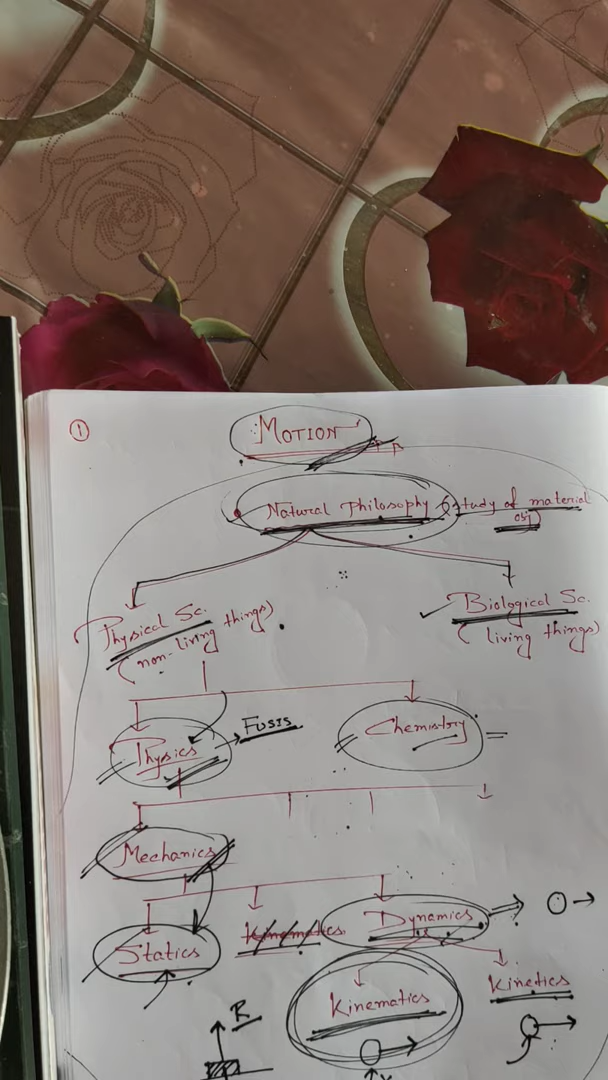 ①
MOTION
Natural Philosophy (study of material obj)
Physical Sc.
(non-living things).
Biological Sc.
(living things)
Physics → FUSIS
Chemistry =
Mechanics
Statics
Kinematics.
Dynamics
Kinematics
Kinetics
R